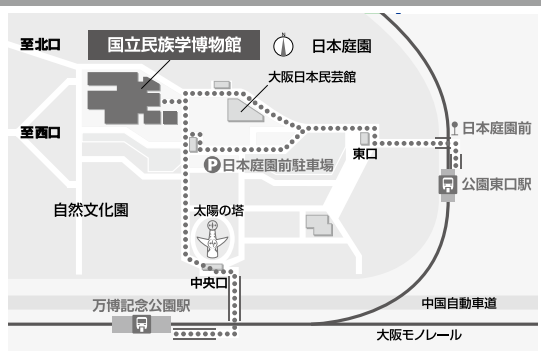 至北口
国立民族学博物館
日本庭園
大阪日本民芸館
至西口
日本庭園前
東口
P日本庭園前駐車場
公園東口駅
自然文化園
太陽の塔
中央口
万博記念公園駅
中国自動車道
大阪モノレール